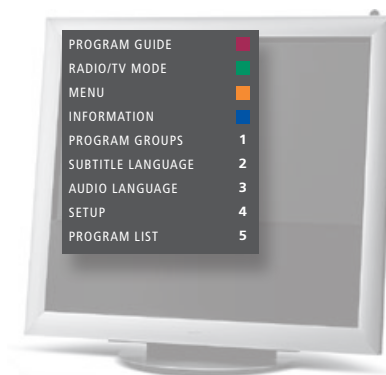 PROGRAM GUIDE
RADIO/TV MODE
MENU
INFORMATION
PROGRAM GROUPS 1
SUBTITLE LANGUAGE 2
AUDIO LANGUAGE 3
SETUP 4
PROGRAM LIST 5